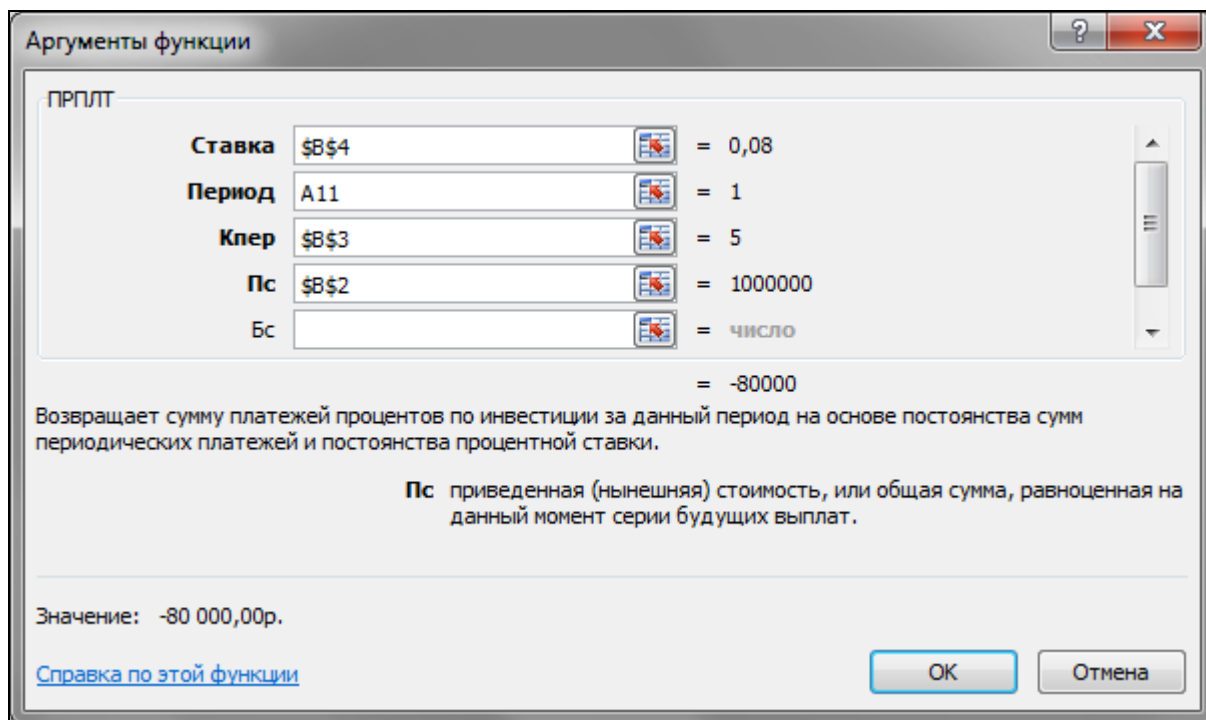 Аргументы функции
ПРПЛТ
Ставка $B$4 = 0,08
Период A11 = 1
Кпер $B$3 = 5
Пс $B$2 = 1000000
Бс = число
= -80000
Возвращает сумму платежей процентов по инвестиции за данный период на основе постоянства сумм
периодических платежей и постоянства процентной ставки.
Пс приведенная (нынешняя) стоимость, или общая сумма, равноценная на
данный момент серии будущих выплат.
Значение: -80 000,00р.
Справка по этой функции
ОК
Отмена